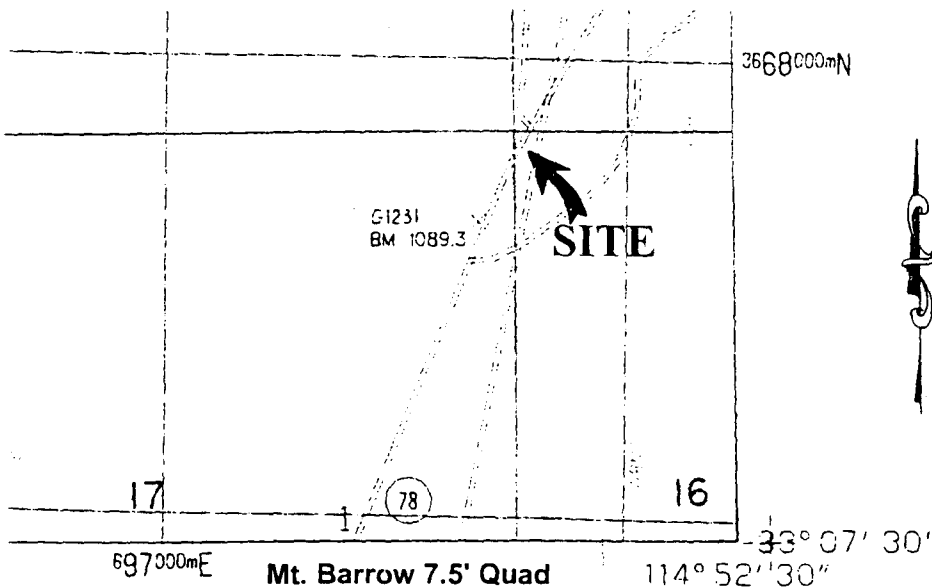 3668000mN
G1231
BM 1089.3
SITE
17
78
16
33° 07' 30"
697000mE
Mt. Barrow 7.5' Quad
114° 52' 30"